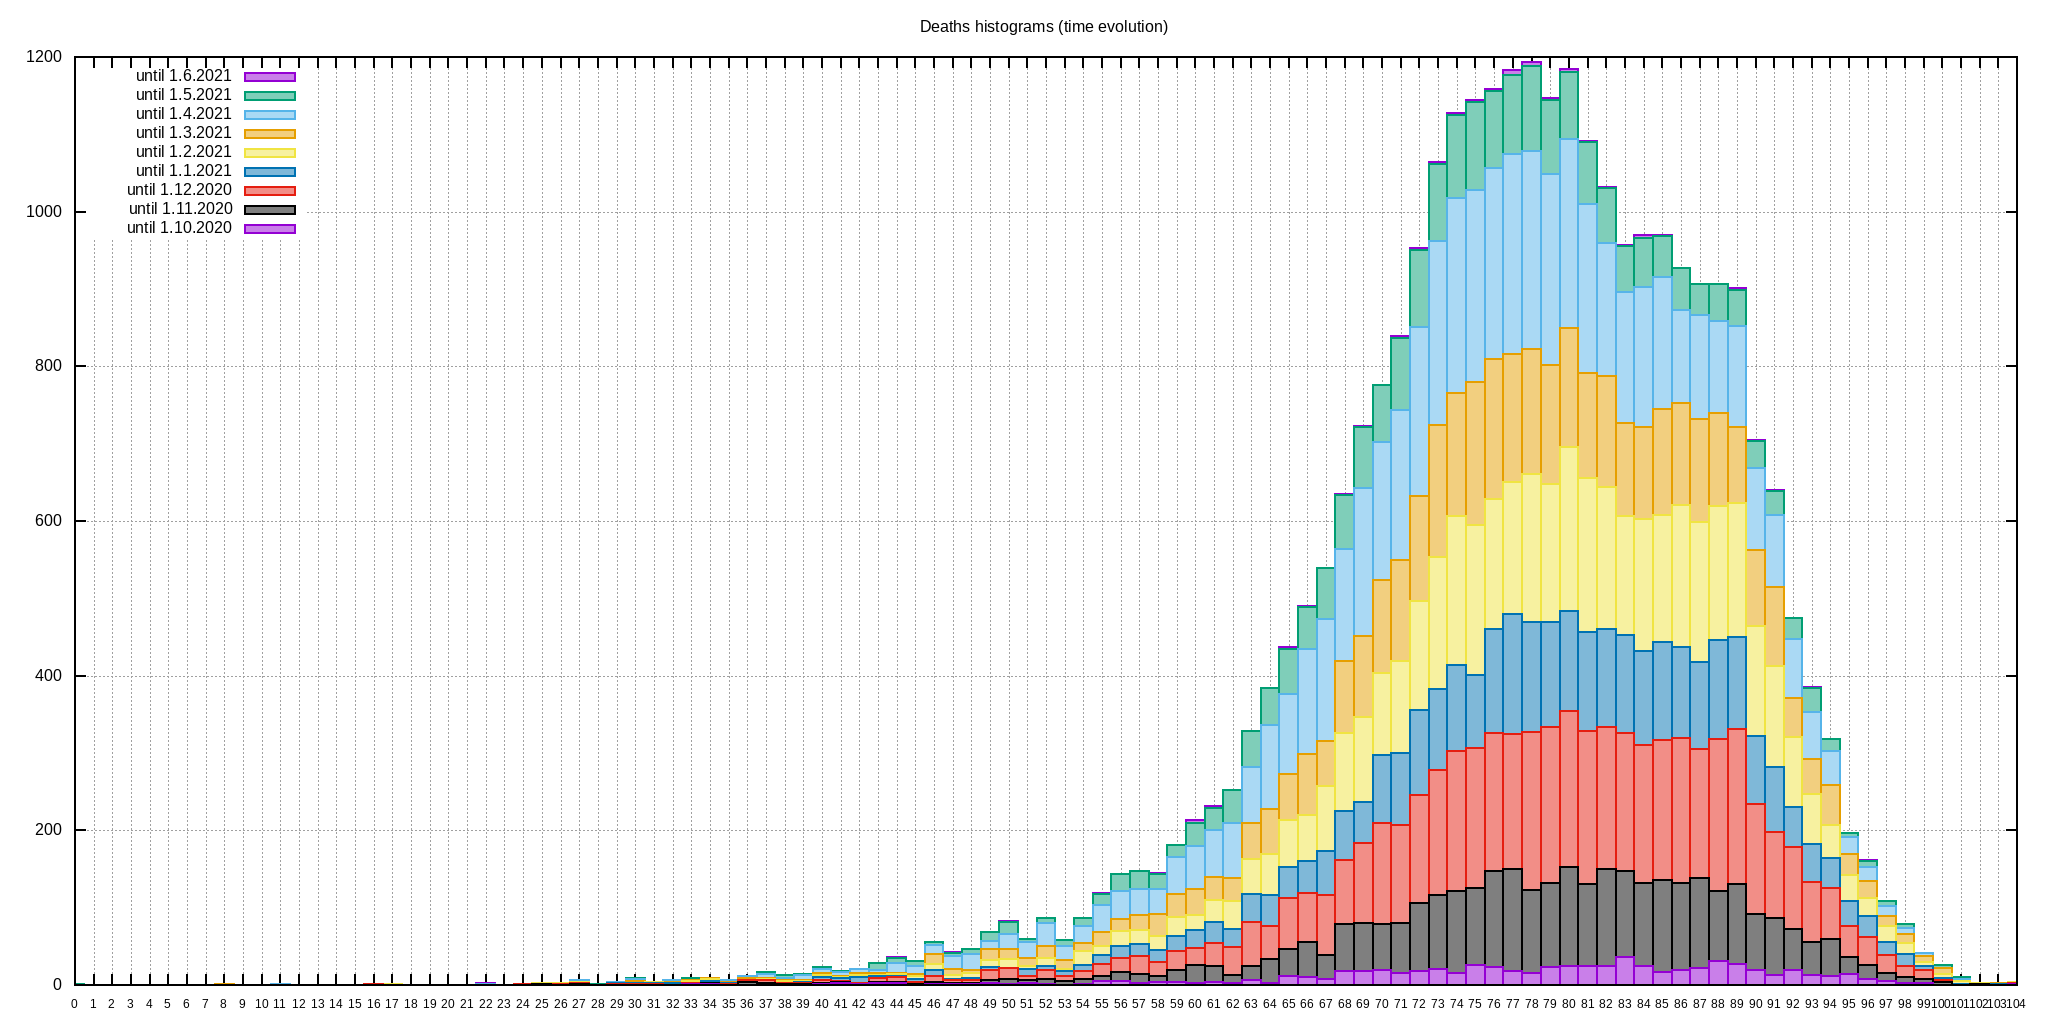 Deaths histograms (time evolution)
1200
1000
800
600
400
200
0
until 1.6.2021
until 1.5.2021
until 1.4.2021
until 1.3.2021
until 1.2.2021
until 1.1.2021
until 1.12.2020
until 1.11.2020
until 1.10.2020
0 1 2 3 4 5 6 7 8 9 10 11 12 13 14 15 16 17 18 19 20 21 22 23 24 25 26 27 28 29 30 31 32 33 34 35 36 37 38 39 40 41 42 43 44 45 46 47 48 49 50 51 52 53 54 55 56 57 58 59 60 61 62 63 64 65 66 67 68 69 70 71 72 73 74 75 76 77 78 79 80 81 82 83 84 85 86 87 88 89 90 91 92 93 94 95 96 97 98 99 100 101 102 103 104